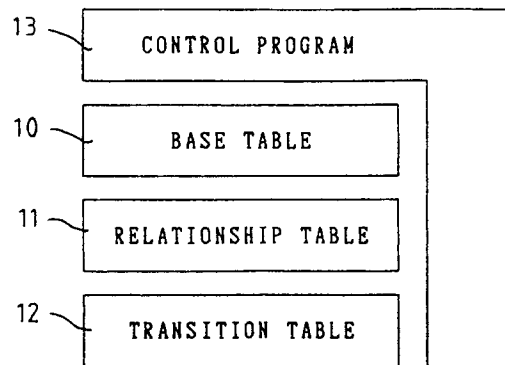 13 CONTROL PROGRAM
10 BASE TABLE
11 RELATIONSHIP TABLE
12 TRANSITION TABLE